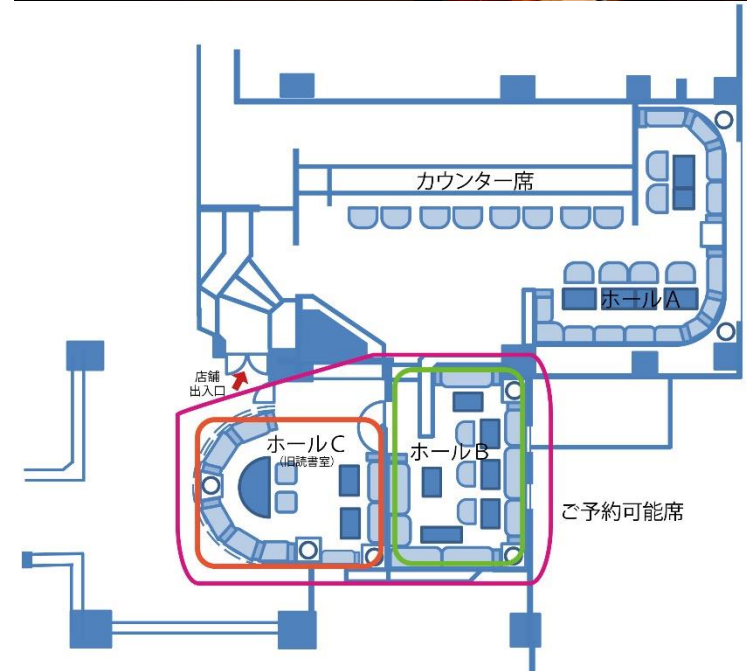 カウンター席
ホールA
店舗
出入口
ホールC
（旧読書室）
ホールB
ご予約可能席